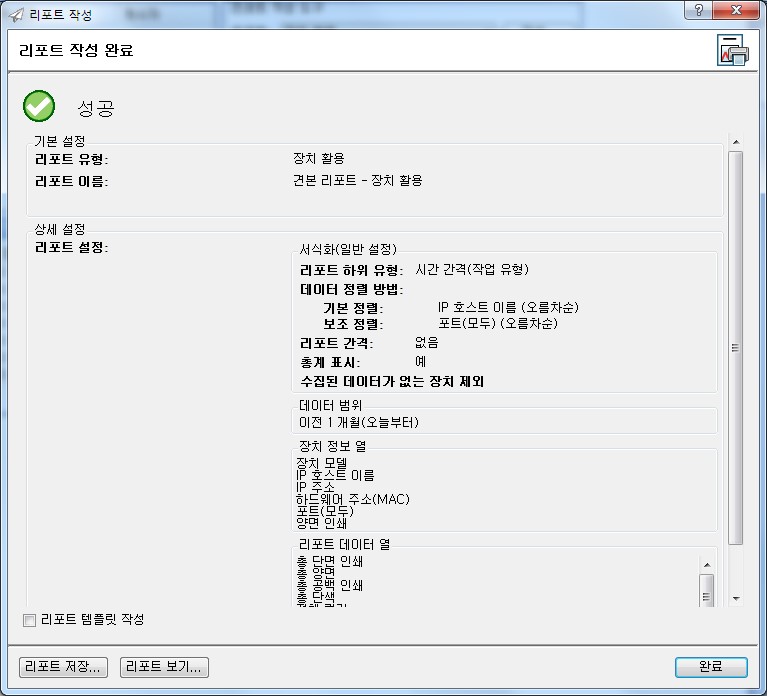 리포트 작성
리포트 작성 완료
성공
기본 설정
리포트 유형: 장치 활용
리포트 이름: 견본 리포트 - 장치 활용
상세 설정
리포트 설정:
서식화(일반 설정)
리포트 하위 유형: 시간 간격(작업 유형)
데이터 정렬 방법:
기본 정렬: IP 호스트 이름 (오름차순)
보조 정렬: 포트(모두) (오름차순)
리포트 간격: 없음
총계 표시: 예
수집된 데이터가 없는 장치 제외
데이터 범위
이전 1 개월(오늘부터)
장치 정보 열
장치 모델
IP 호스트 이름
IP 주소
하드웨어 주소(MAC)
포트(모두)
양면 인쇄
리포트 데이터 열
총 단면 인쇄
총 양면
총 공백 인쇄
총 단색
리포트 템플릿 작성
리포트 저장...
리포트 보기...
완료